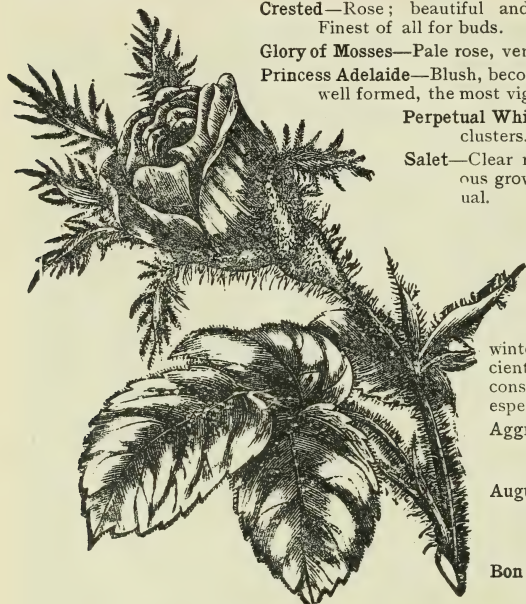 Crested—Rose; beautiful and
Finest of all for buds.
Glory of Mosses—Pale rose, ver
Princess Adelaide—Blush, beco
well formed, the most vig
Perpetual Whi
clusters.
Salet—Clear r
ous grov
ual.
winte
cient
cons
espe
Aggr
Augu
Bon